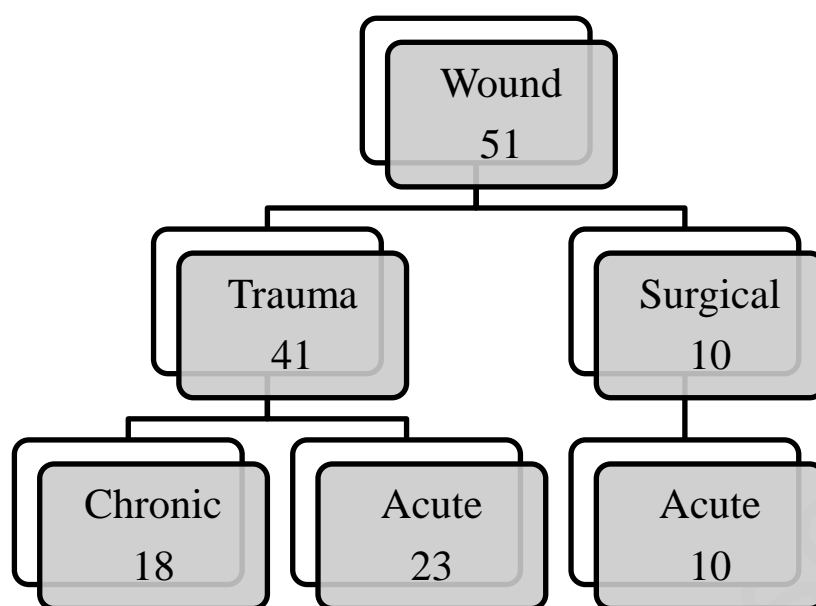 Wound
51
Trauma
41
Surgical
10
Chronic
18
Acute
23
Acute
10